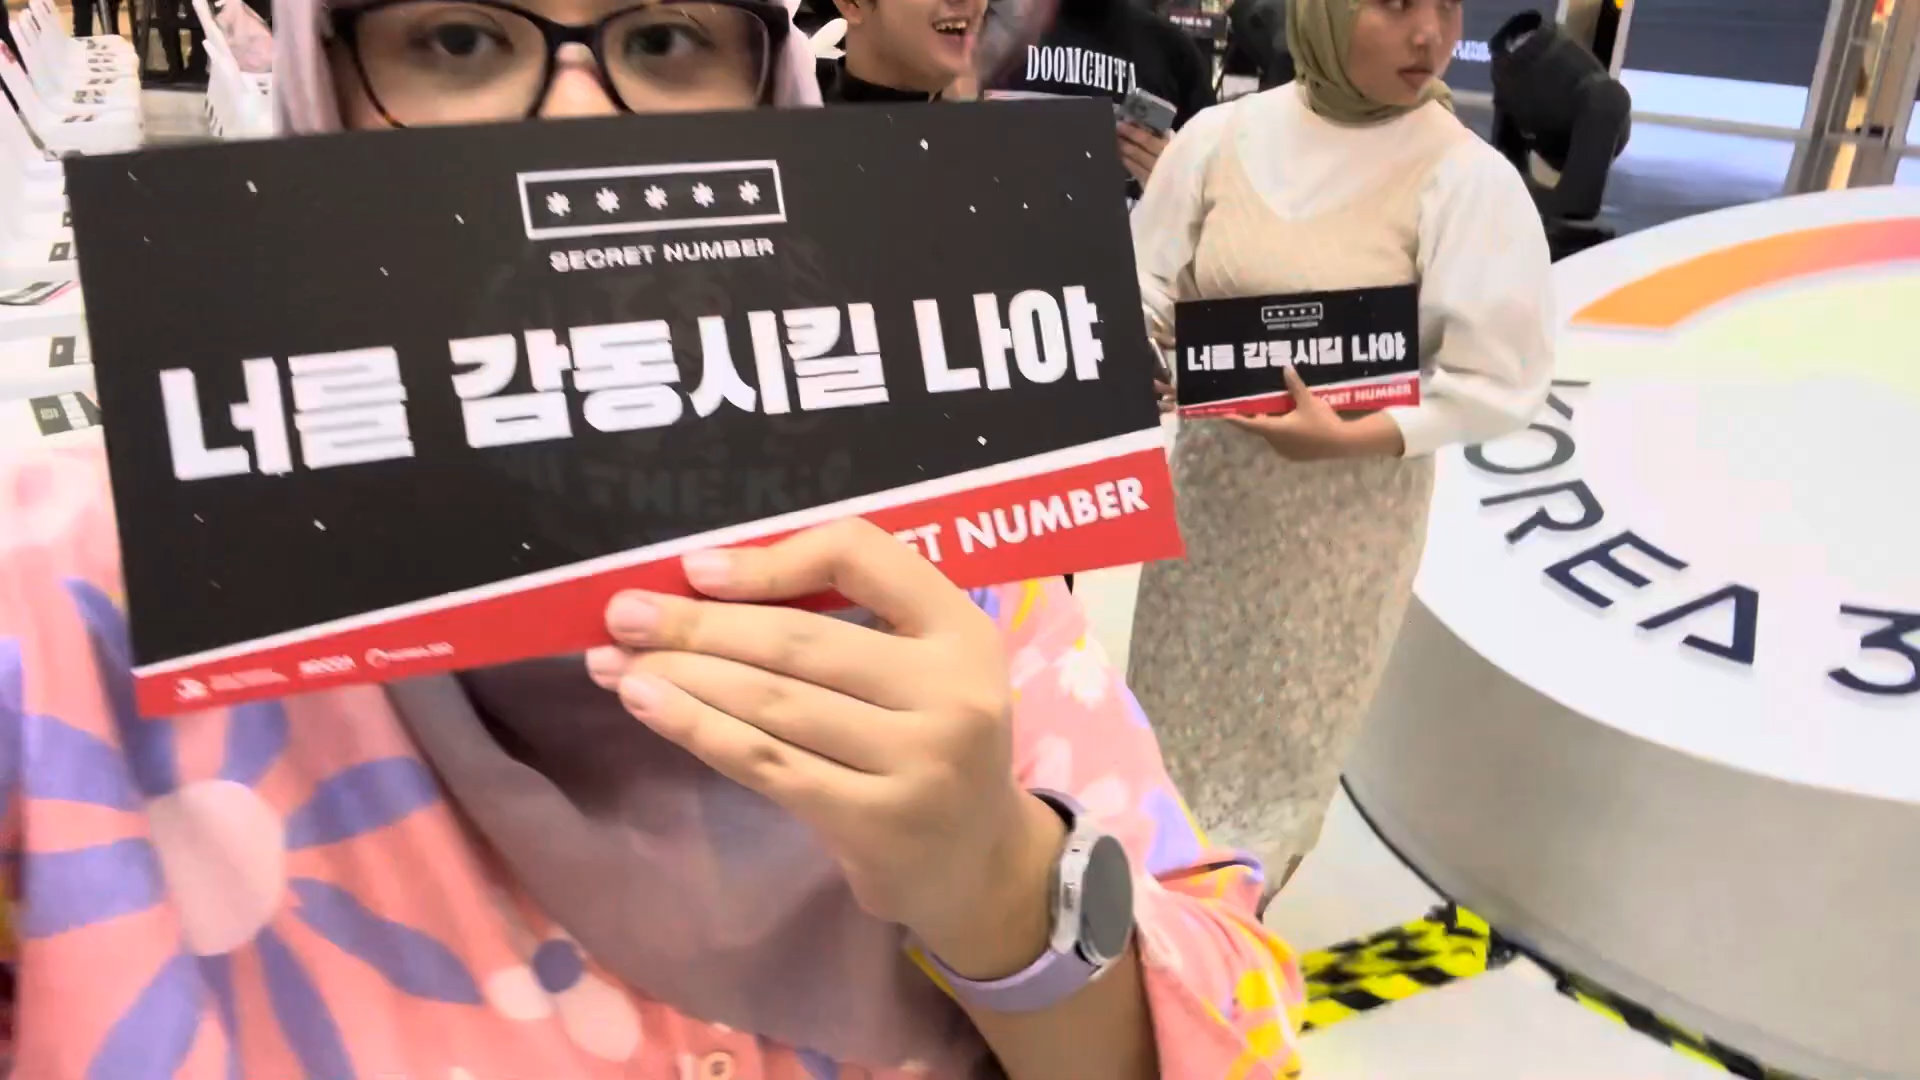 * * * * *
SECRET NUMBER
너를 감동시킬 나야
ET NUMBER
DOOMCHITA
* * * * *
SECRET NUMBER
너를 감동시킬 나야
CRET NUMBER
KOREA 3